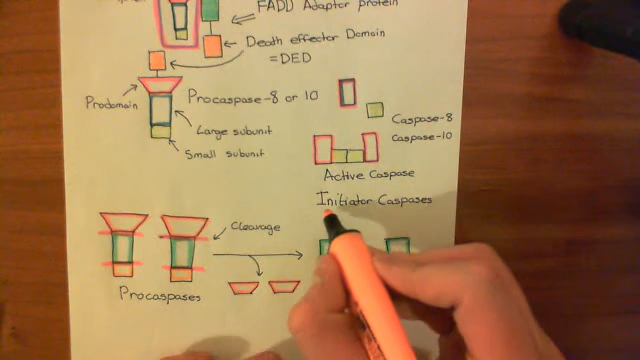 FADD Adaptor protein
Death effector Domain
=DED
Prodomain
Procaspase-8 or 10
Large subunit
Small subunit
Caspase-8
Caspase-10
Active Caspase
Initiator Caspases
Cleavage
Procaspases